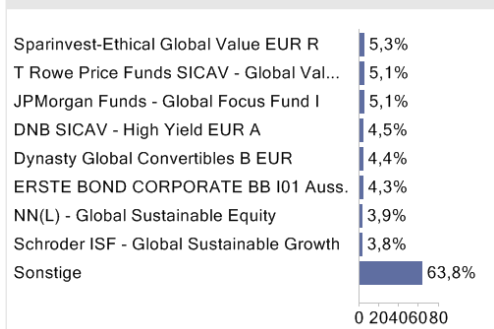 Sparinvest-Ethical Global Value EUR R 5,3%
T Rowe Price Funds SICAV - Global Val... 5,1%
JPMorgan Funds - Global Focus Fund I 5,1%
DNB SICAV - High Yield EUR A 4,5%
Dynasty Global Convertibles B EUR 4,4%
ERSTE BOND CORPORATE BB I01 Auss. 4,3%
NN(L) - Global Sustainable Equity 3,9%
Schroder ISF - Global Sustainable Growth 3,8%
Sonstige 63,8%
0 20406080